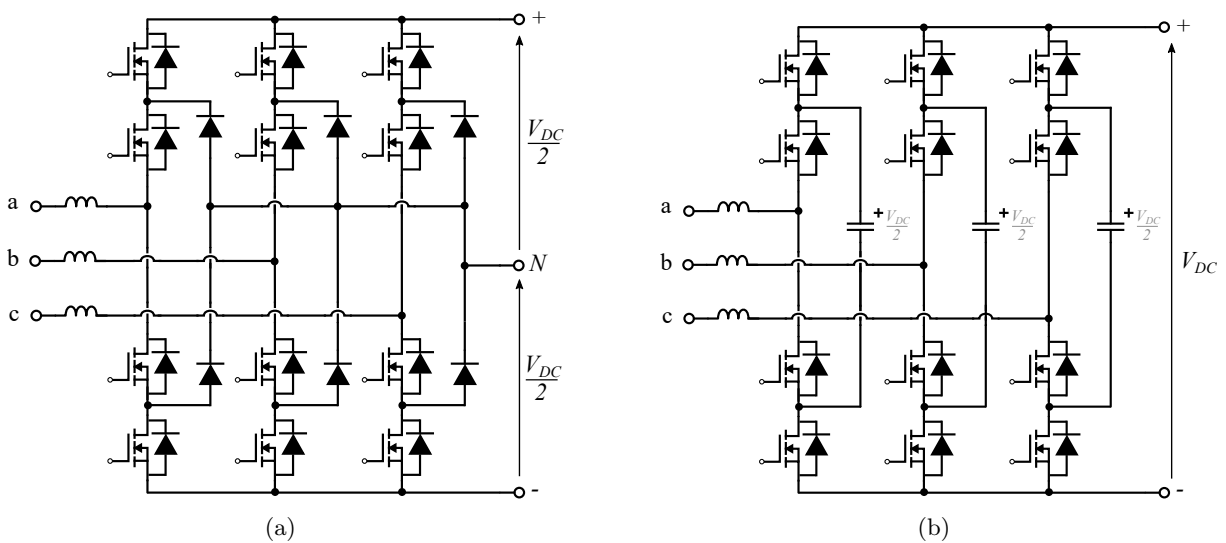 +
V_DC/2
a
b
N
c
V_DC/2
-
(a)
+
a
+ V_DC/2
+ V_DC/2
+ V_DC/2
b
V_DC
c
-
(b)